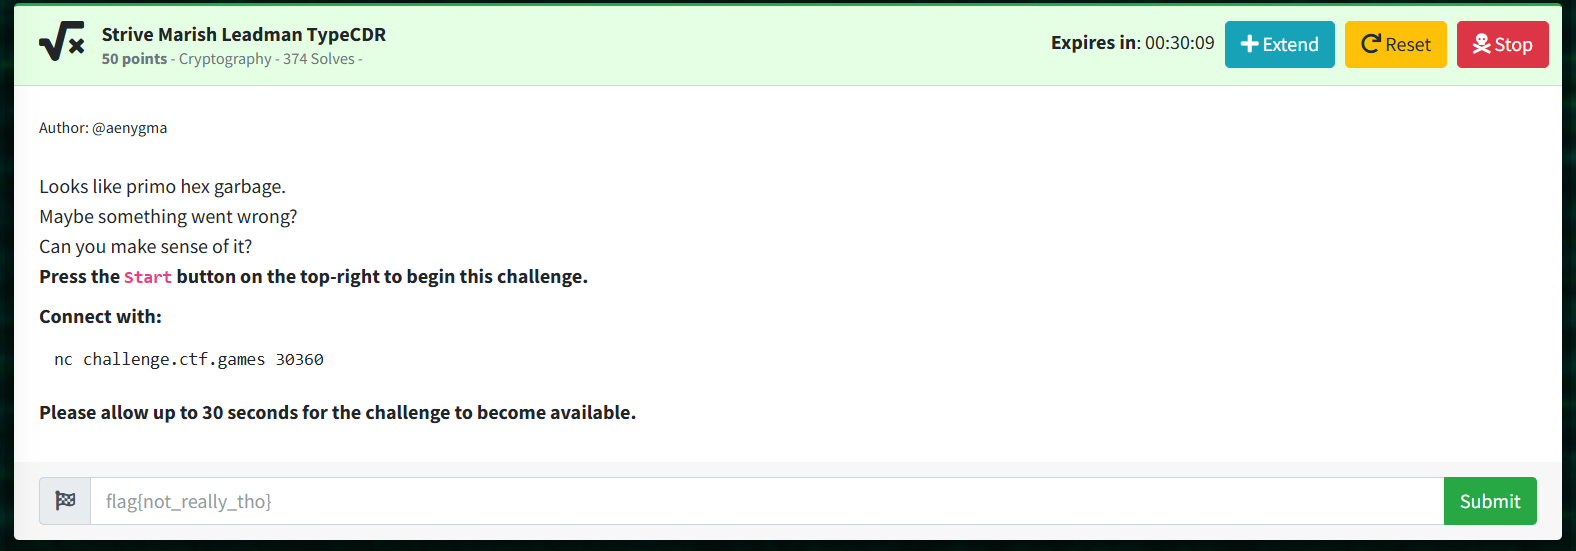 Strive Marish Leadman TypeCDR
50 points - Cryptography - 374 Solves -
Expires in: 00:30:09
Extend
Reset
Stop
Author: @aenygma
Looks like primo hex garbage.
Maybe something went wrong?
Can you make sense of it?
Press the Start button on the top-right to begin this challenge.
Connect with:
nc challenge.ctf.games 30360
Please allow up to 30 seconds for the challenge to become available.
flag{not_really_tho}
Submit